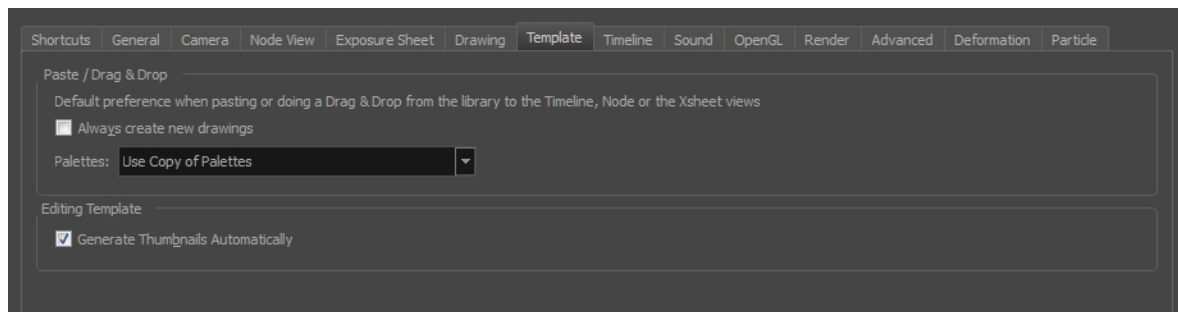 Shortcuts General Camera Node View Exposure Sheet Drawing Template Timeline Sound OpenGL Render Advanced Deformation Particle
Paste / Drag & Drop
Default preference when pasting or doing a Drag & Drop from the library to the Timeline, Node or the Xsheet views
Always create new drawings
Palettes: Use Copy of Palettes
Editing Template
Generate Thumbnails Automatically